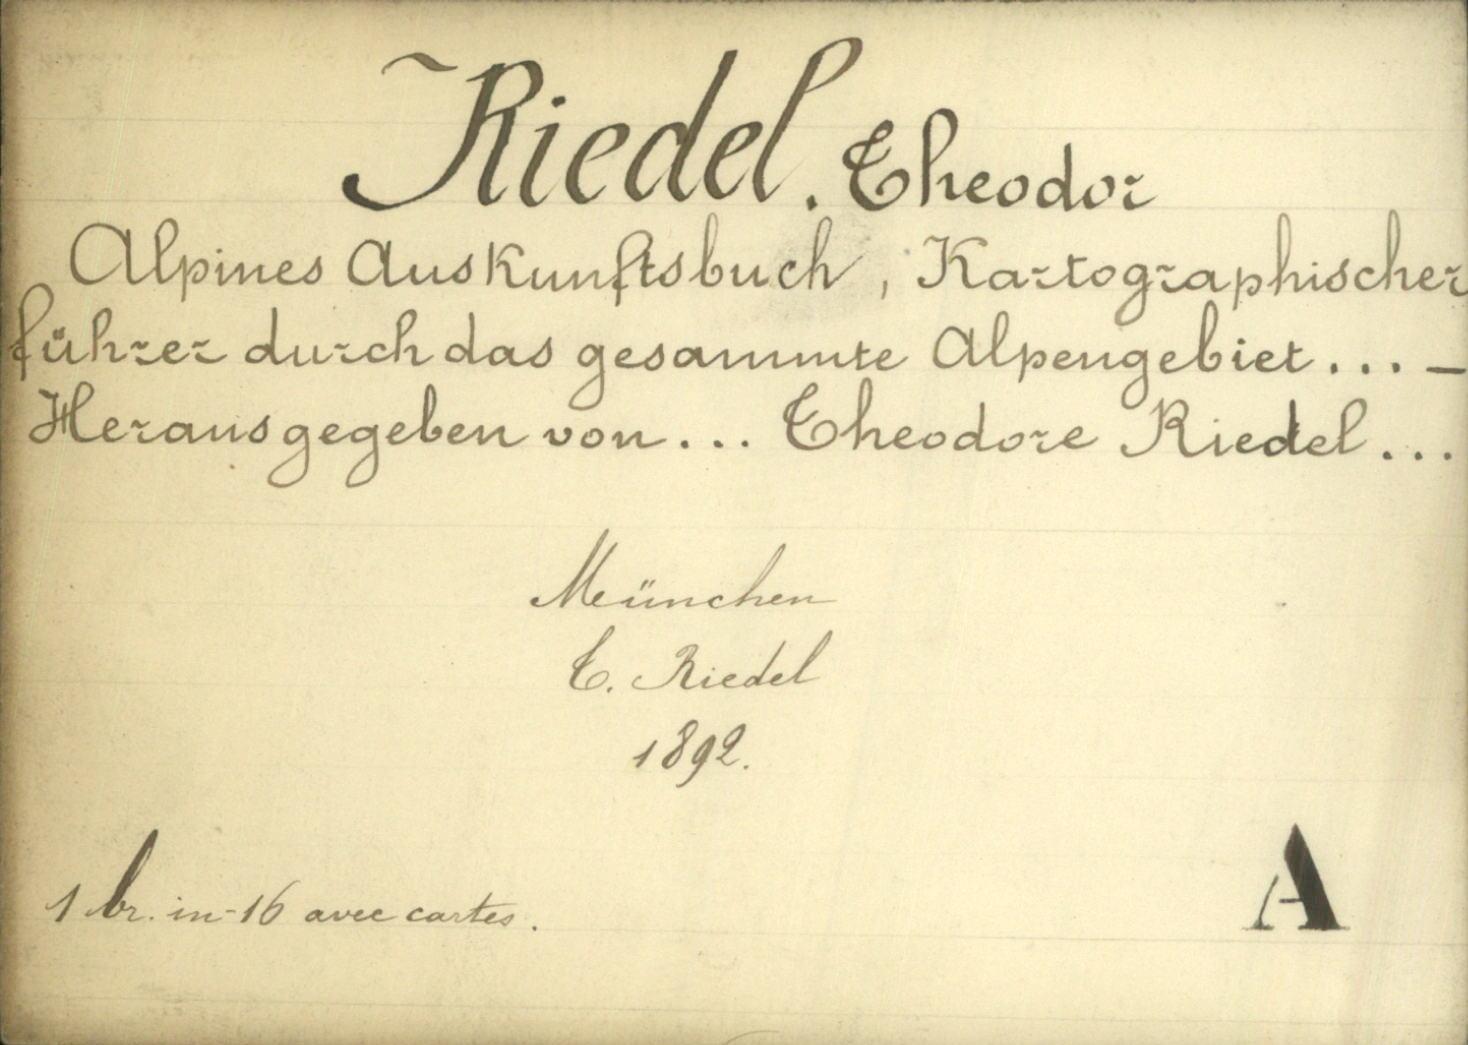 Riedel. Theodor
Alpines Auskunftsbuch, Kartographischer
führer durch das gesammte Alpengebiet... —
Herausgegeben von... Theodore Riedel...
Meünchen
T. Riedel
1892.
1 br. in-16 avec cartes.
A